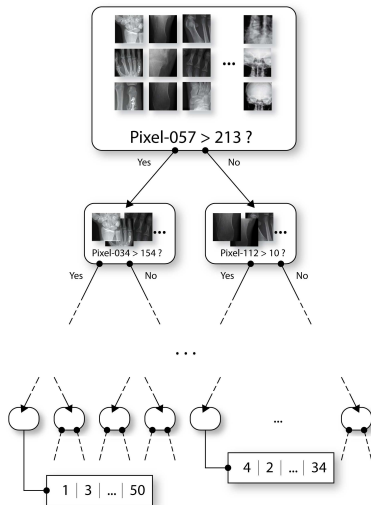 ...
Pixel-057 > 213 ?
Yes No
...
...
Pixel-034 > 154 ?
Pixel-112 > 10 ?
Yes No
Yes No
...
...
4 | 2 | ... | 34
1 | 3 | ... | 50